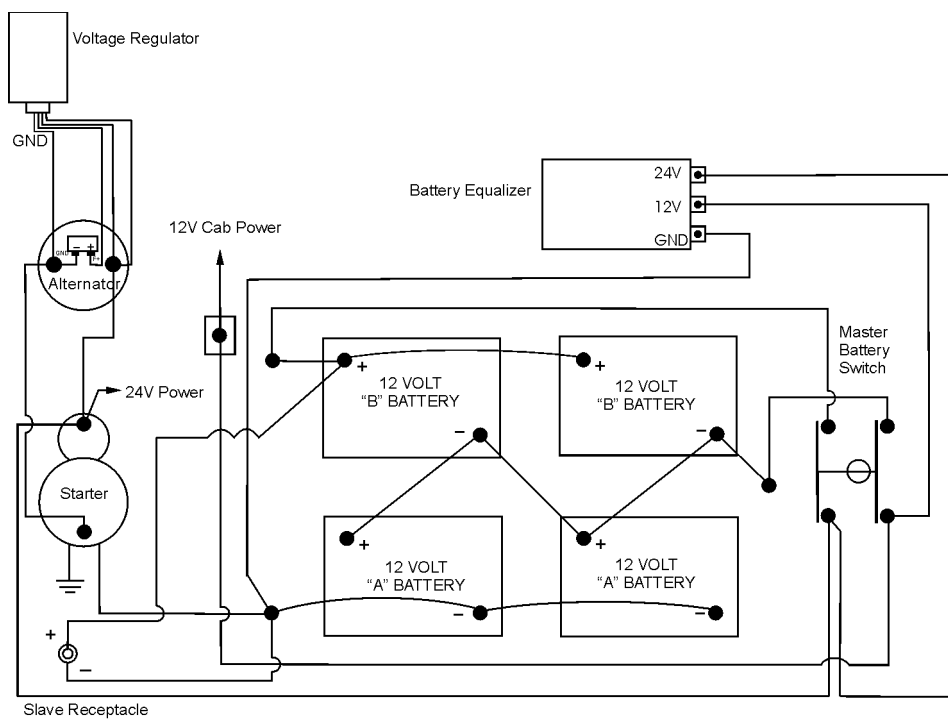 Voltage Regulator
GND
GND
− +
F+
Alternator
12V Cab Power
Battery Equalizer
24V
12V
GND
Master
Battery
Switch
24V Power
+
12 VOLT
“B” BATTERY
−
+
12 VOLT
“B” BATTERY
−
Starter
+
12 VOLT
“A” BATTERY
−
+
12 VOLT
“A” BATTERY
−
+
−
Slave Receptacle